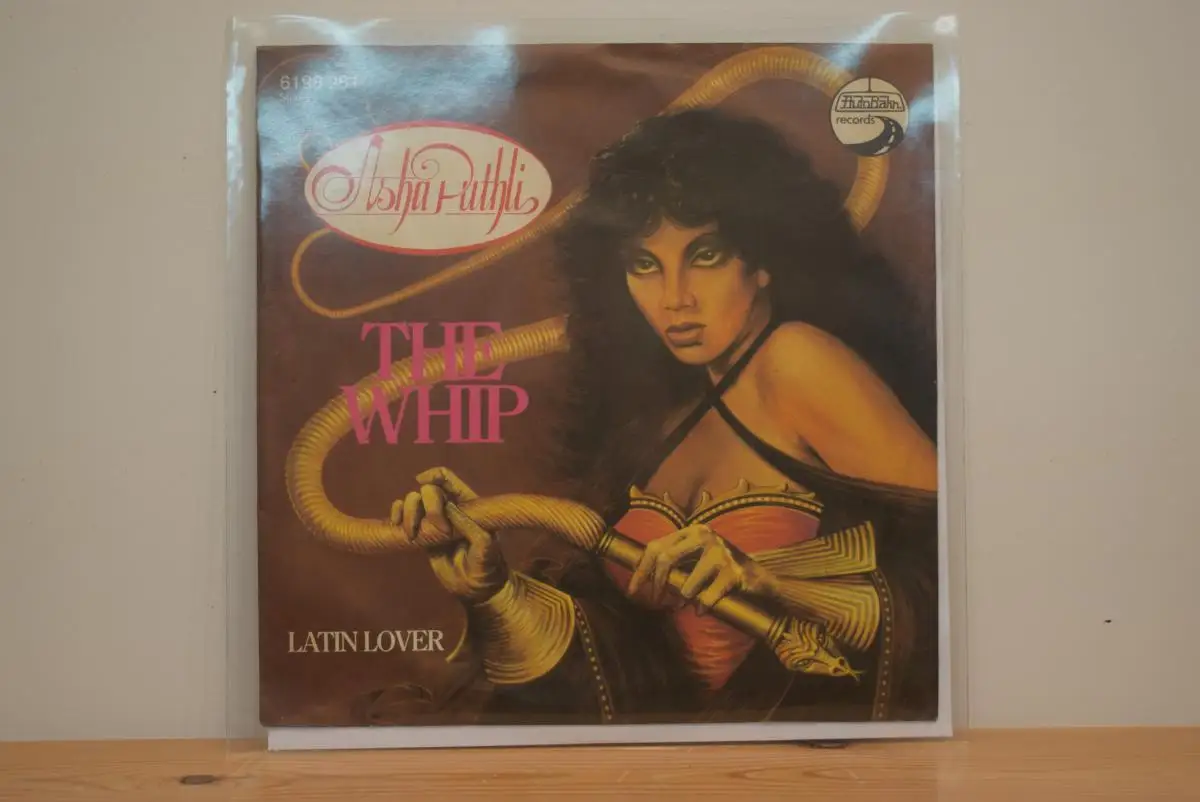 Asha Puthli
AutoBahn
records
THE
WHIP
LATIN LOVER